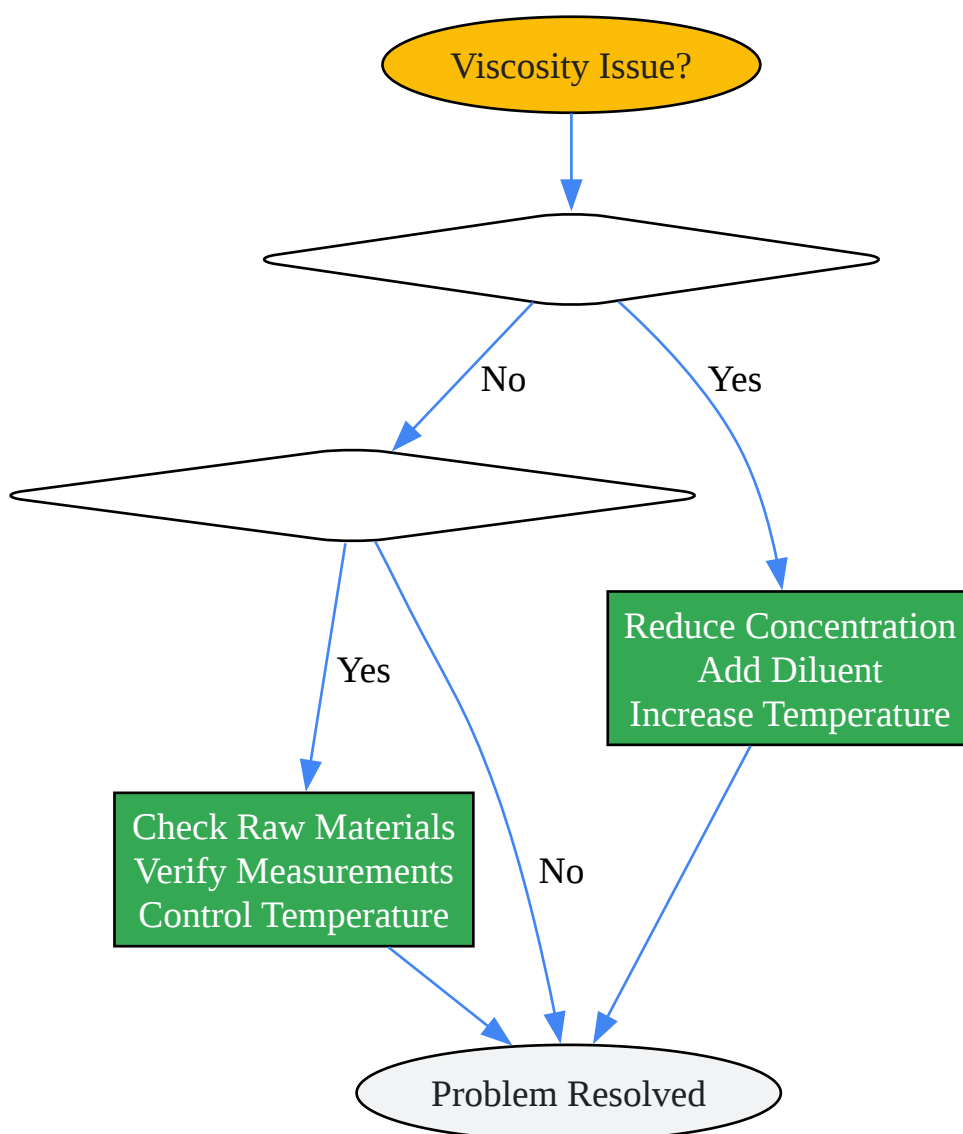 Viscosity Issue?
No
Yes
Reduce Concentration
Add Diluent
Increase Temperature
Yes
Check Raw Materials
Verify Measurements
Control Temperature
No
Problem Resolved